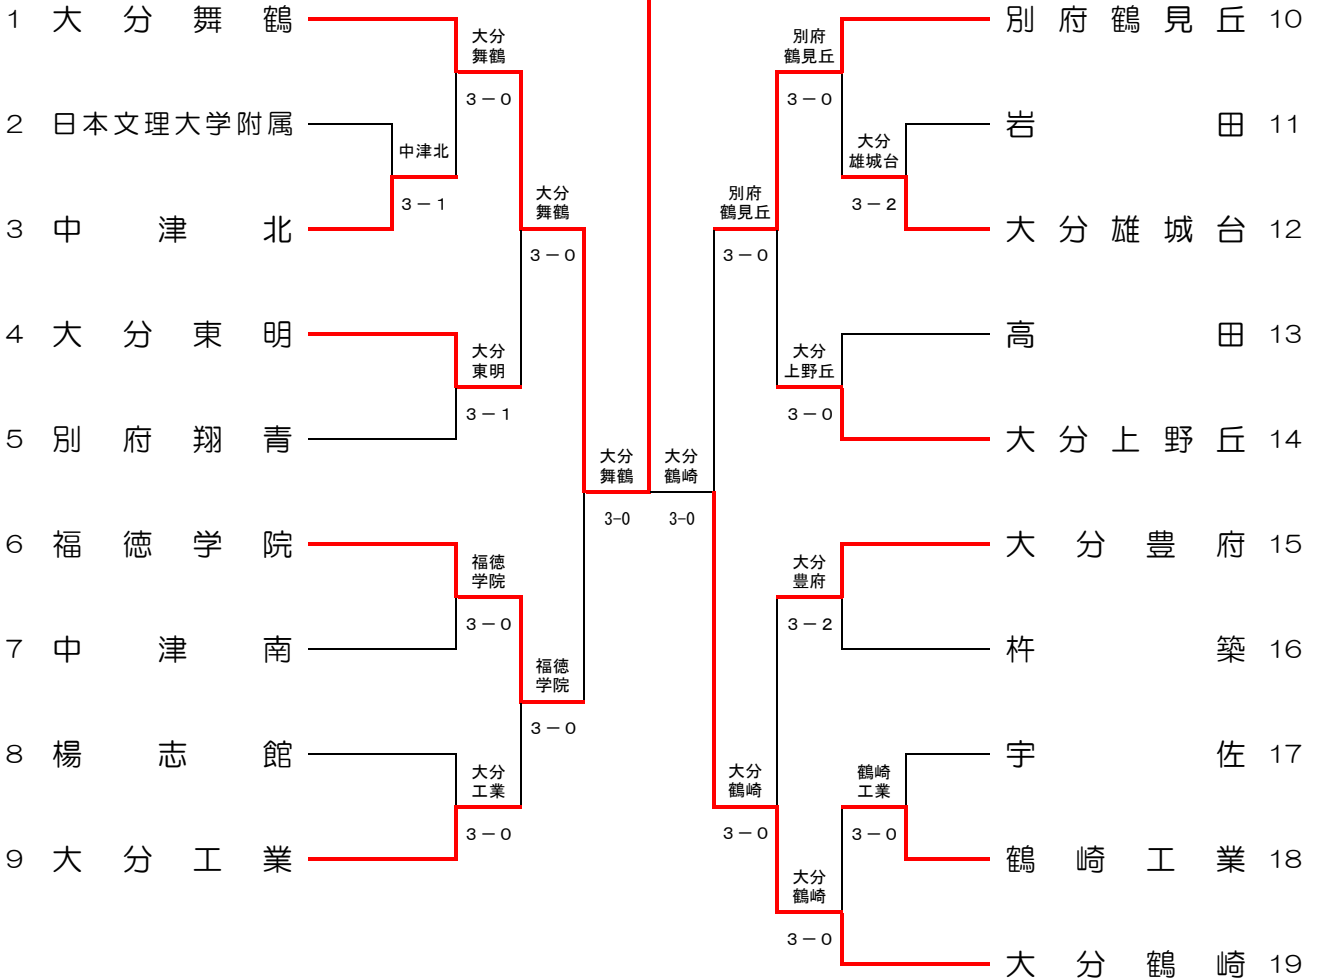 1 大分舞鶴
2 日本文理大学附属
3 中津北
4 大分東明
5 別府翔青
6 福徳学院
7 中津南
8 楊志館
9 大分工業
中津北
3－1
大分
舞鶴
3－0
大分
東明
3－1
福徳
学院
3－0
大分
工業
3－0
大分
舞鶴
3－0
福徳
学院
3－0
大分
舞鶴
3-0
大分
鶴崎
3-0
別府
鶴見丘
3－0
大分
鶴崎
3－0
別府
鶴見丘
3－0
大分
上野丘
3－0
大分
豊府
3－2
大分
鶴崎
3－0
大分
雄城台
3－2
鶴崎
工業
3－0
別府鶴見丘 10
岩田 11
大分雄城台 12
高田 13
大分上野丘 14
大分豊府 15
杵築 16
宇佐 17
鶴崎工業 18
大分鶴崎 19